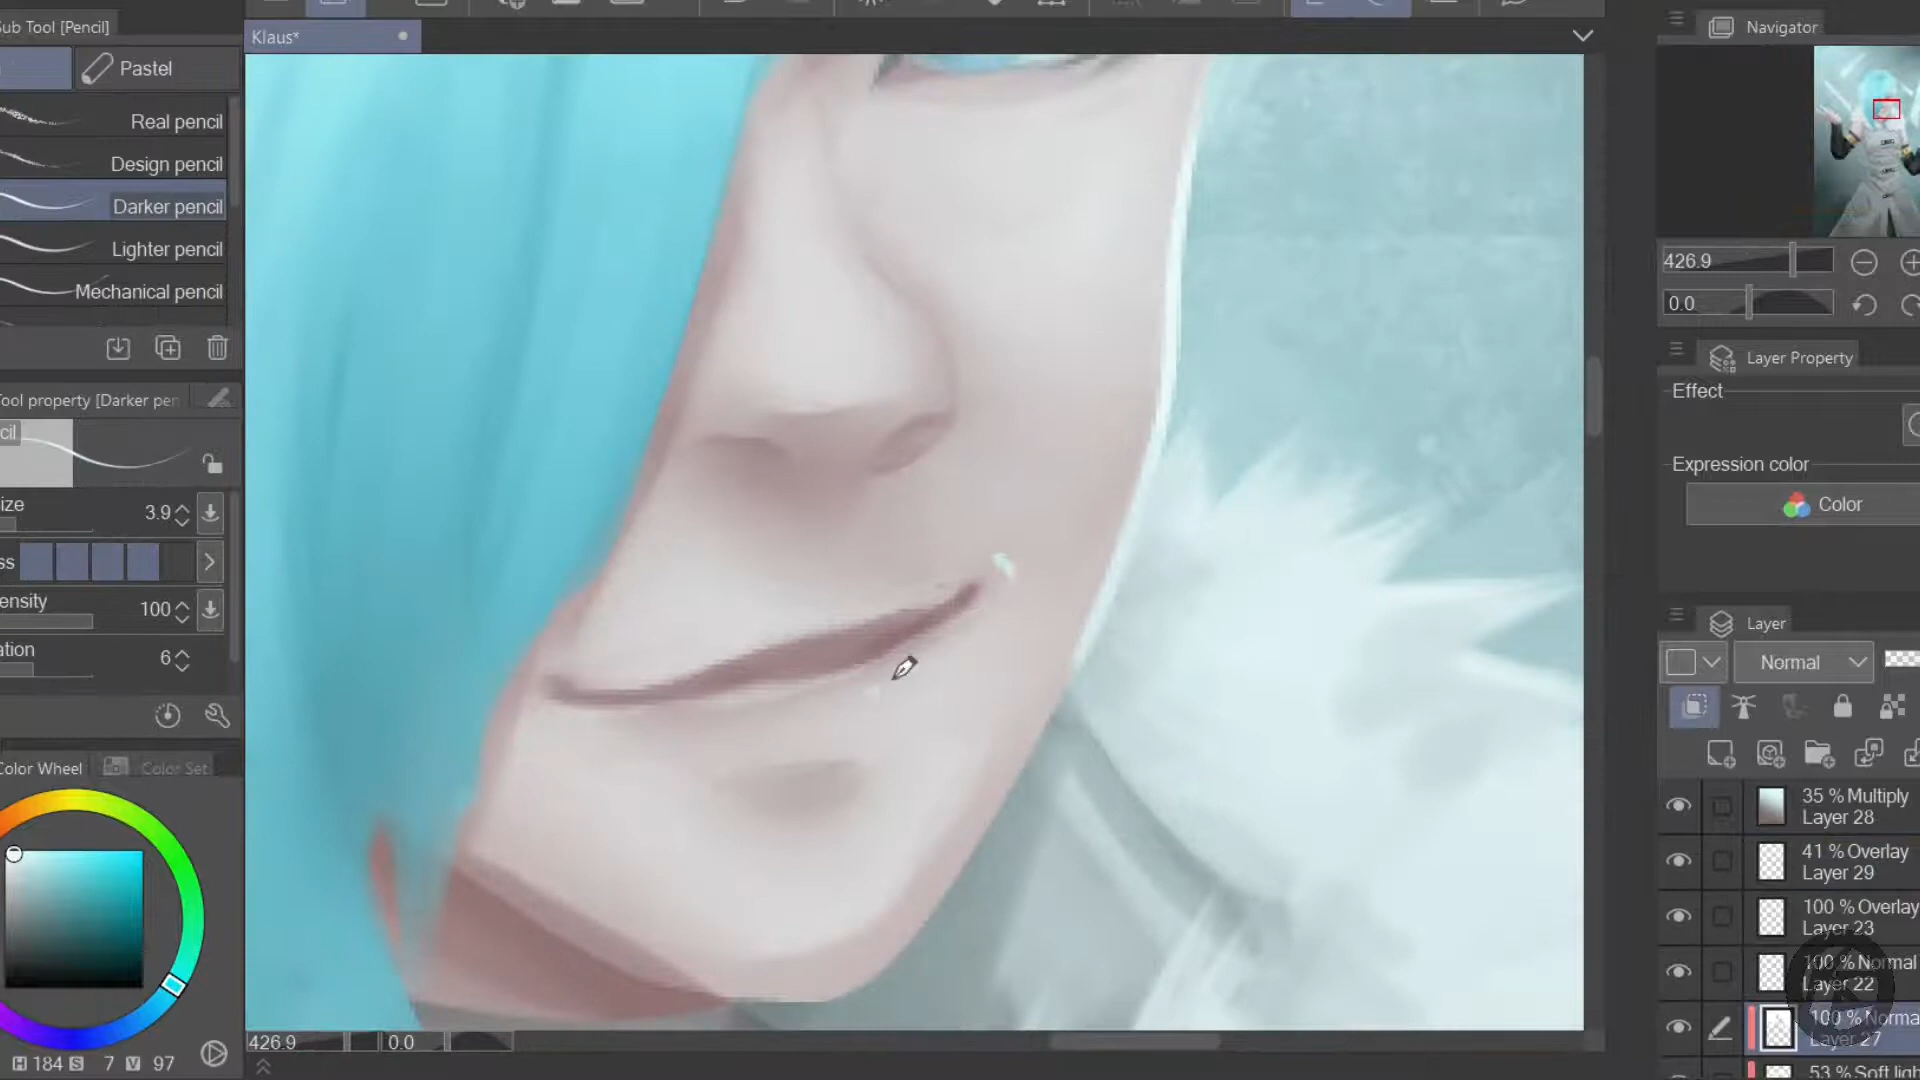 Sub Tool [Pencil]
Pastel
Real pencil
Design pencil
Darker pencil
Lighter pencil
Mechanical pencil
Tool property [Darker pen
cil
ize
3.9
ss
ensity
100
ation
6
Color Wheel
Color Set
H 184 S 7 V 97
Klaus*
426.9
0.0
Navigator
426.9
0.0
Layer Property
Effect
Expression color
Color
Layer
Normal
35 % Multiply
Layer 28
41 % Overlay
Layer 29
100 % Overlay
Layer 23
100 % Normal
Layer 22
100 % Norma
Layer 27
53 % Soft ligh